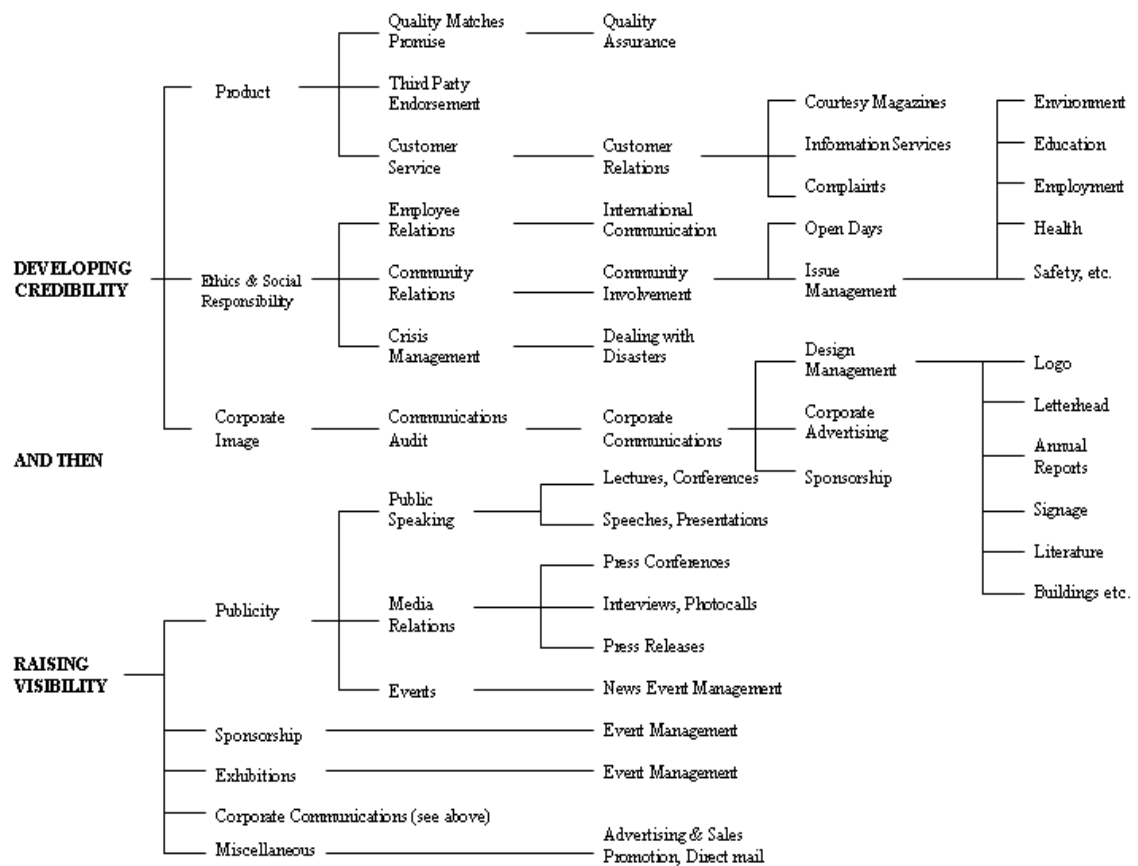 Quality Matches
Promise
Quality
Assurance
Product
Third Party
Endorsement
Customer
Service
Customer
Relations
Courtesy Magazines
Information Services
Complaints
Environment
Education
Employment
Health
Safety, etc.
DEVELOPING
CREDIBILITY
Ethics & Social
Responsibility
Employee
Relations
International
Communication
Community
Relations
Community
Involvement
Open Days
Issue
Management
Crisis
Management
Dealing with
Disasters
Corporate
Image
Communications
Audit
Corporate
Communications
Design
Management
Corporate
Advertising
Sponsorship
Logo
Letterhead
Annual
Reports
Signage
Literature
Buildings etc.
AND THEN
RAISING
VISIBILITY
Publicity
Public
Speaking
Lectures, Conferences
Speeches, Presentations
Media
Relations
Press Conferences
Interviews, Photocalls
Press Releases
Events
News Event Management
Sponsorship
Event Management
Exhibitions
Event Management
Corporate Communications (see above)
Miscellaneous
Advertising & Sales
Promotion, Direct mail